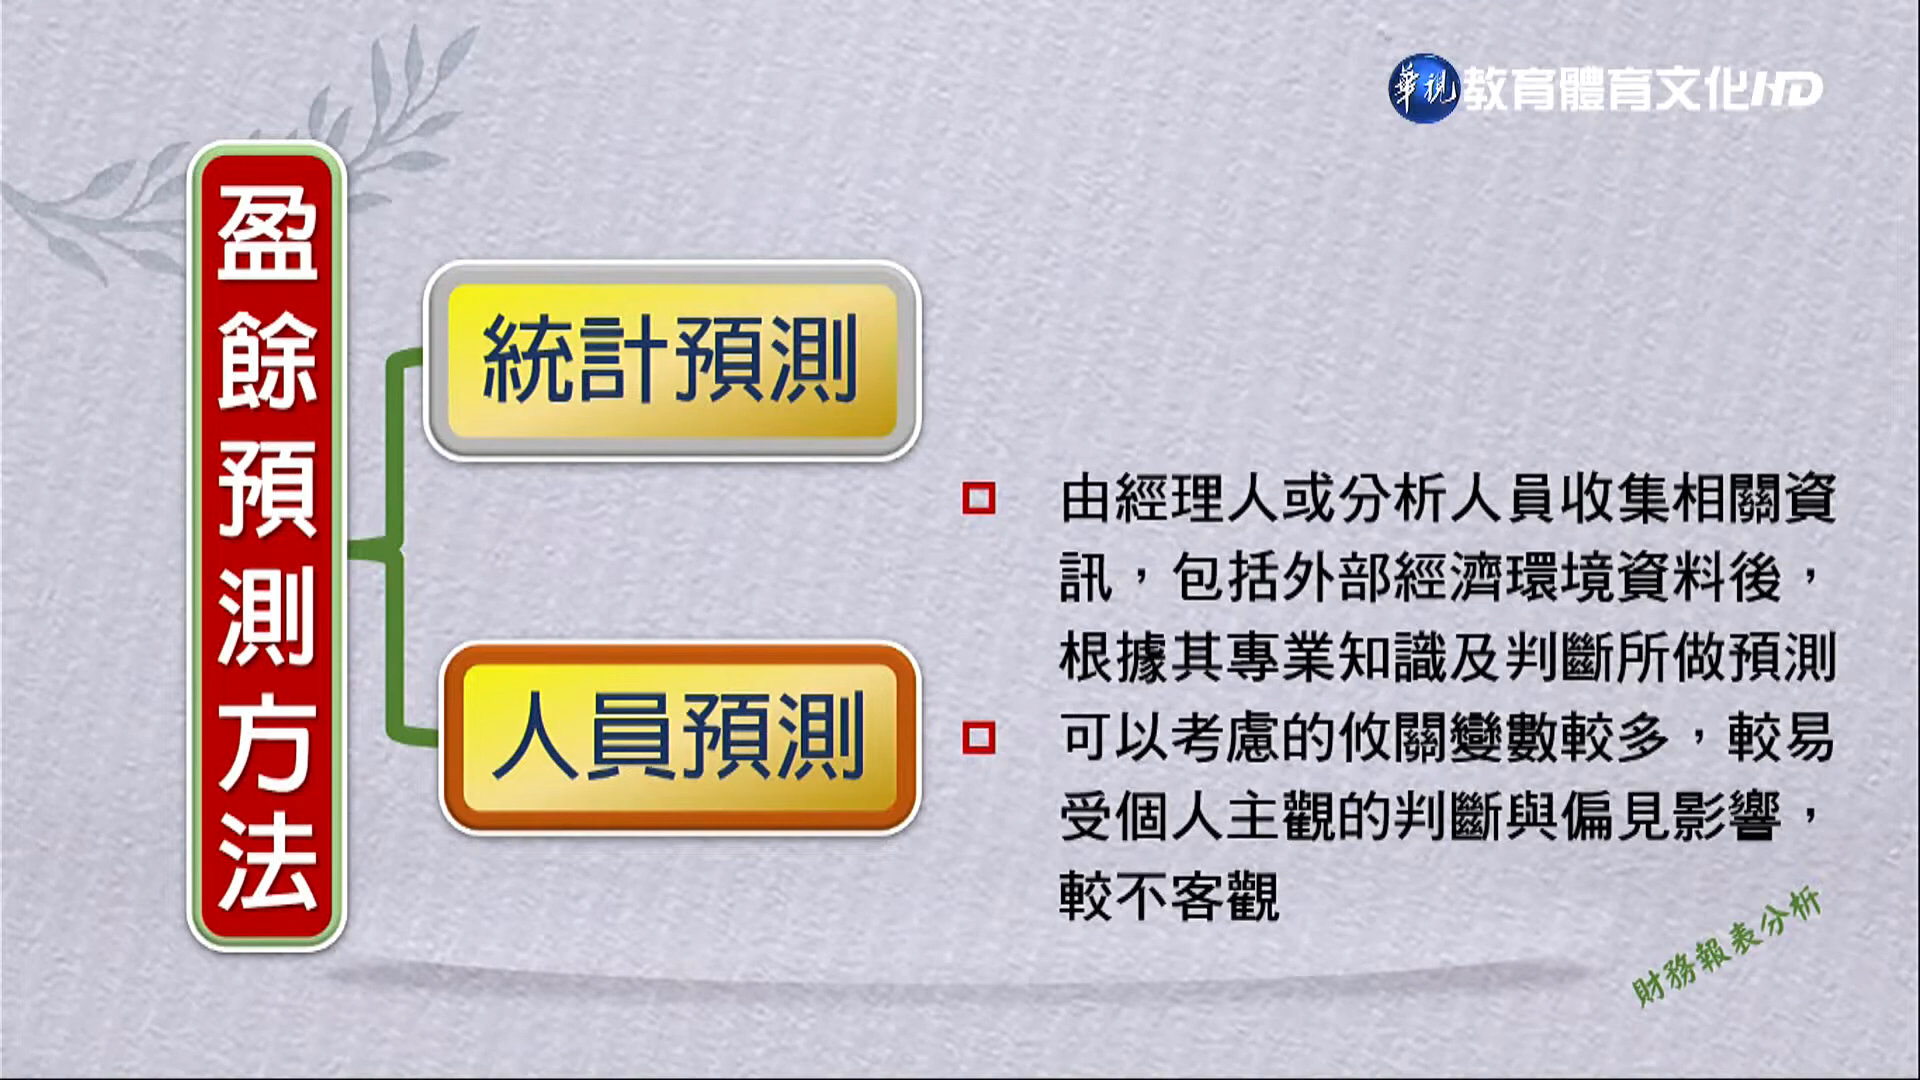 華視 教育體育文化HD
盈餘預測方法
統計預測
人員預測
由經理人或分析人員收集相關資
訊，包括外部經濟環境資料後，
根據其專業知識及判斷所做預測
可以考慮的攸關變數較多，較易
受個人主觀的判斷與偏見影響，
較不客觀
財務報表分析